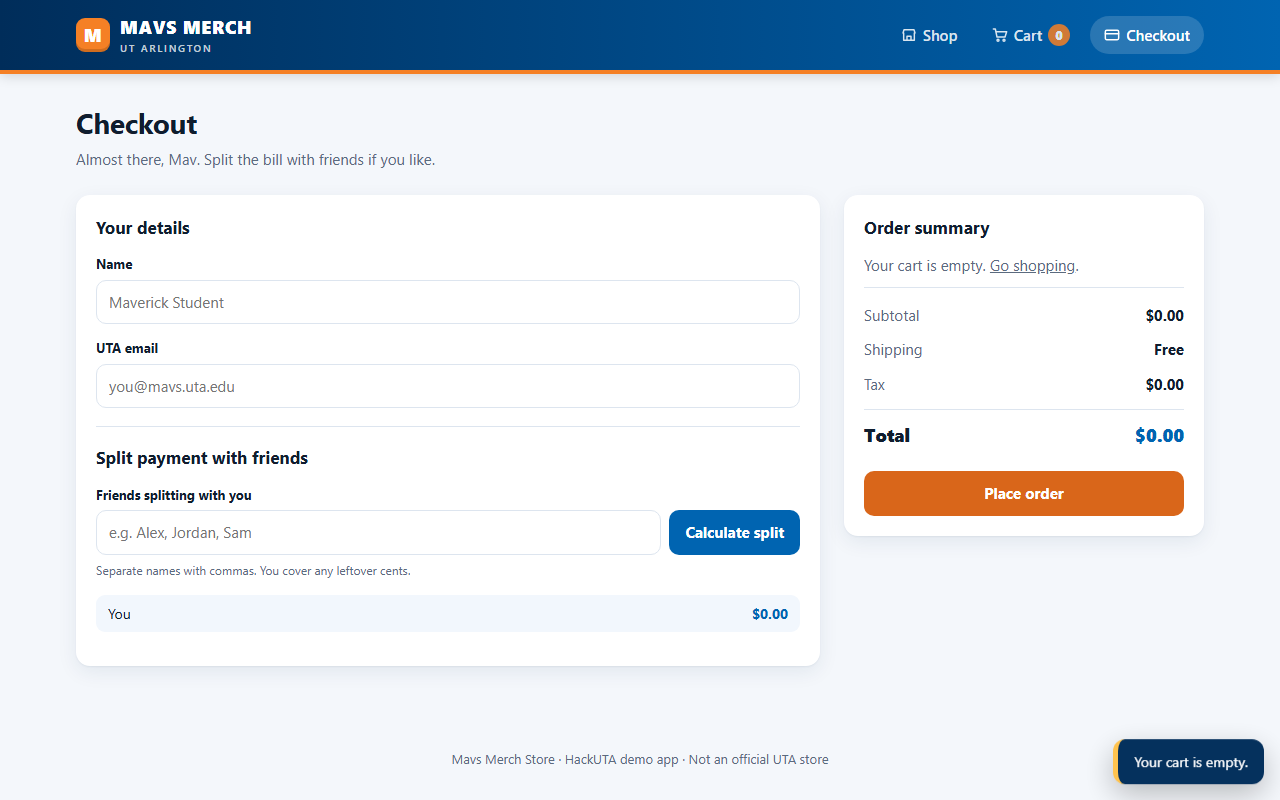 M
MAVS MERCH
UT ARLINGTON
Shop
Cart 0
Checkout
Checkout
Almost there, Mav. Split the bill with friends if you like.
Your details
Name
Maverick Student
UTA email
you@mavs.uta.edu
Split payment with friends
Friends splitting with you
e.g. Alex, Jordan, Sam
Calculate split
Separate names with commas. You cover any leftover cents.
You $0.00
Order summary
Your cart is empty. Go shopping.
Subtotal $0.00
Shipping Free
Tax $0.00
Total $0.00
Place order
Mavs Merch Store · HackUTA demo app · Not an official UTA store
Your cart is empty.